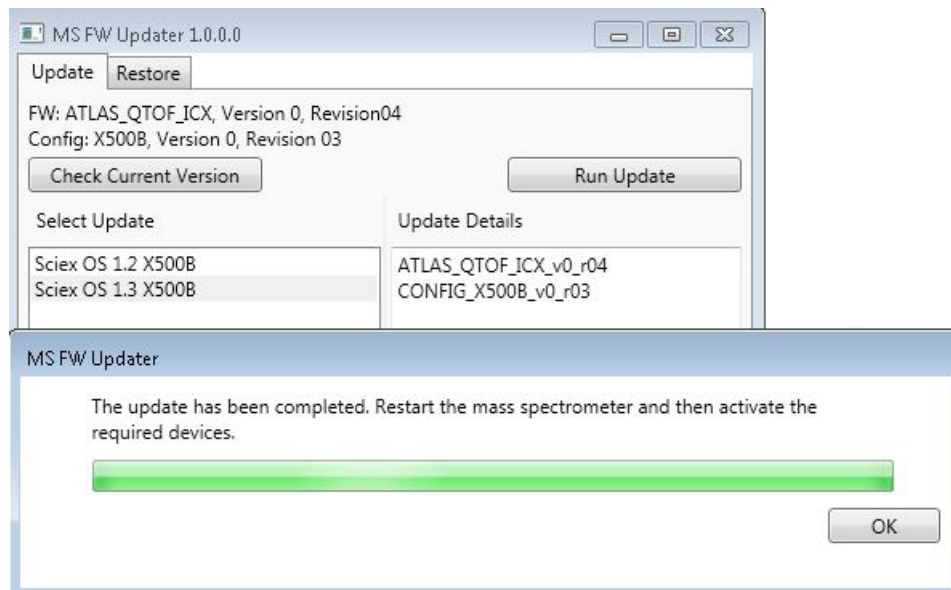 MS FW Updater 1.0.0.0
Update Restore
FW: ATLAS_QTOF_ICX, Version 0, Revision04
Config: X500B, Version 0, Revision 03
Check Current Version Run Update
Select Update Update Details
Sciex OS 1.2 X500B ATLAS_QTOF_ICX_v0_r04
Sciex OS 1.3 X500B CONFIG_X500B_v0_r03
MS FW Updater
The update has been completed. Restart the mass spectrometer and then activate the
required devices.
OK